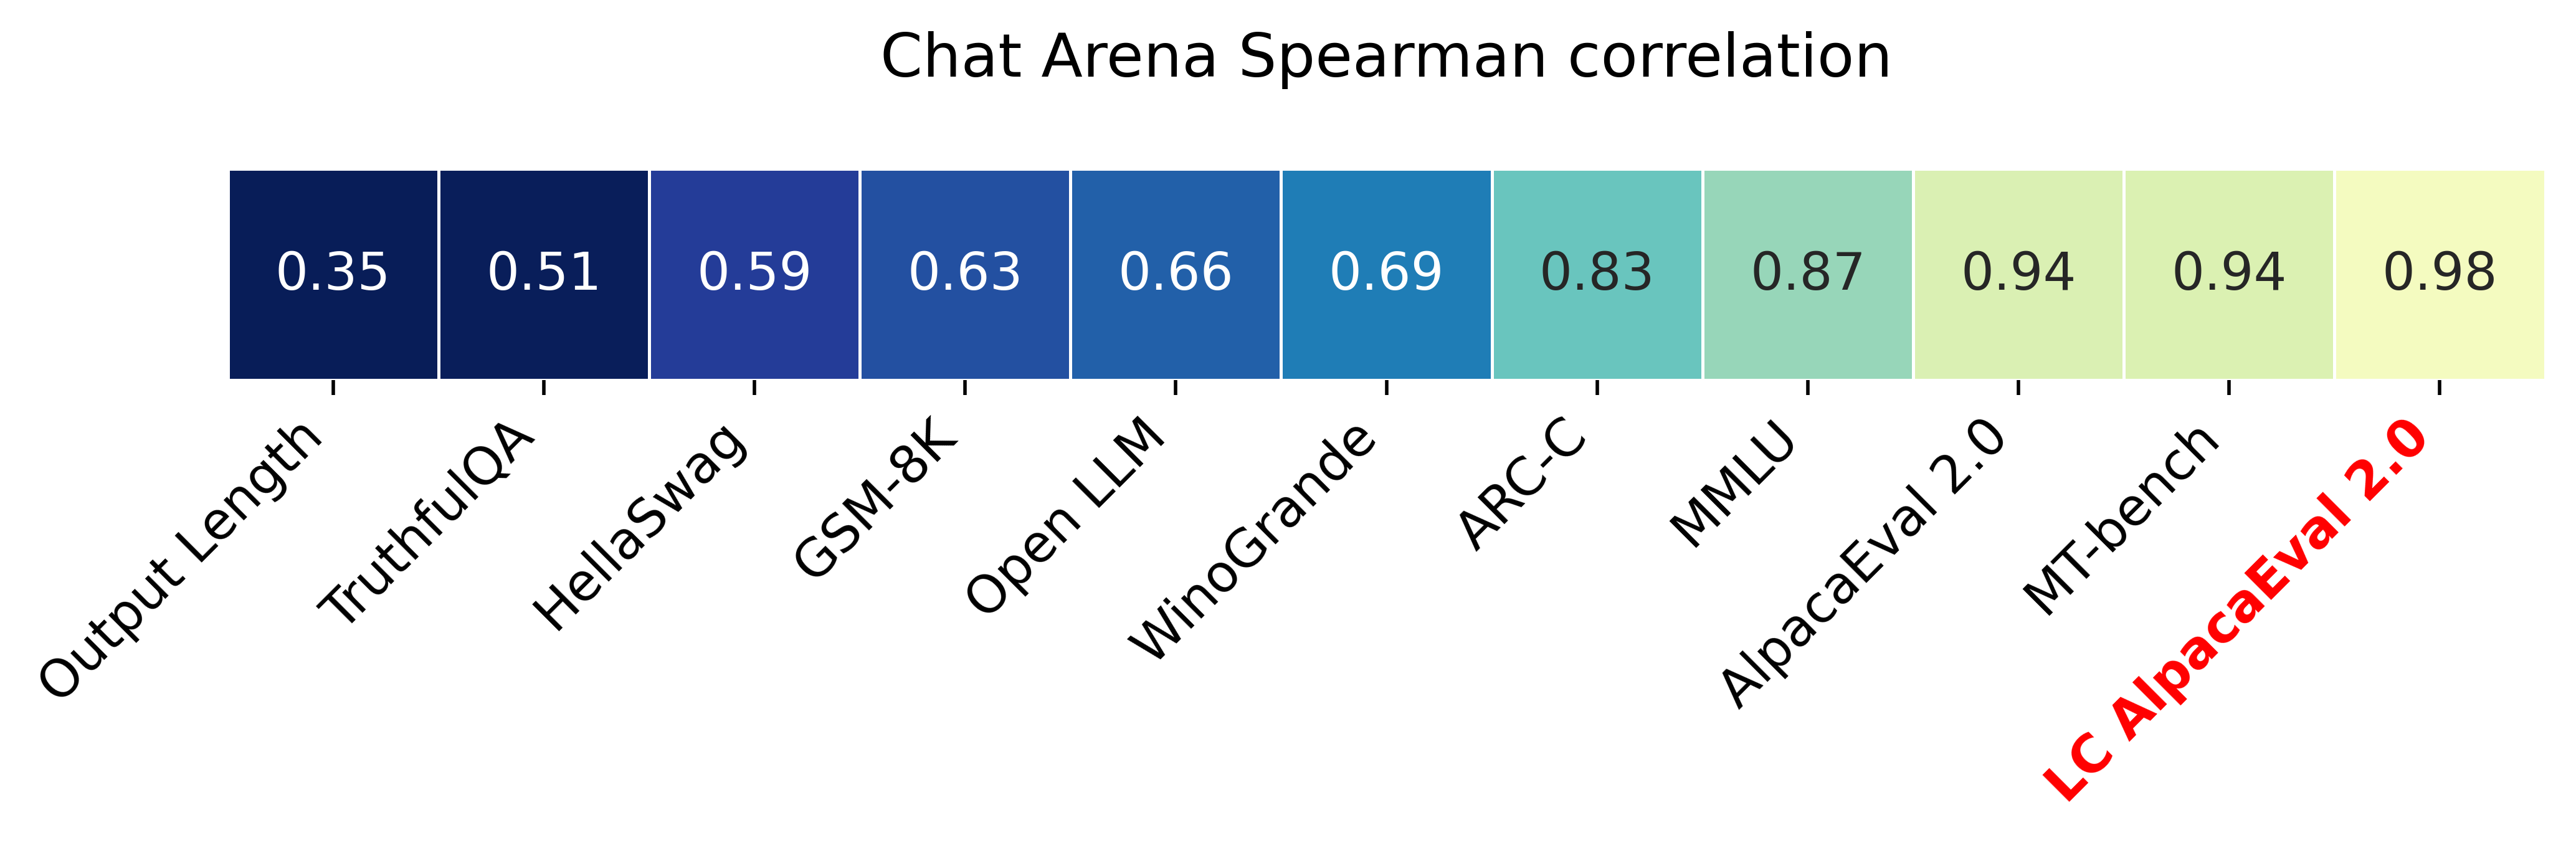 Chat Arena Spearman correlation
0.35 0.51 0.59 0.63 0.66 0.69 0.83 0.87 0.94 0.94 0.98
Output Length
TruthfulQA
HellaSwag
GSM-8K
Open LLM
WinoGrande
ARC-C
MMLU
AlpacaEval 2.0
MT-bench
LC AlpacaEval 2.0